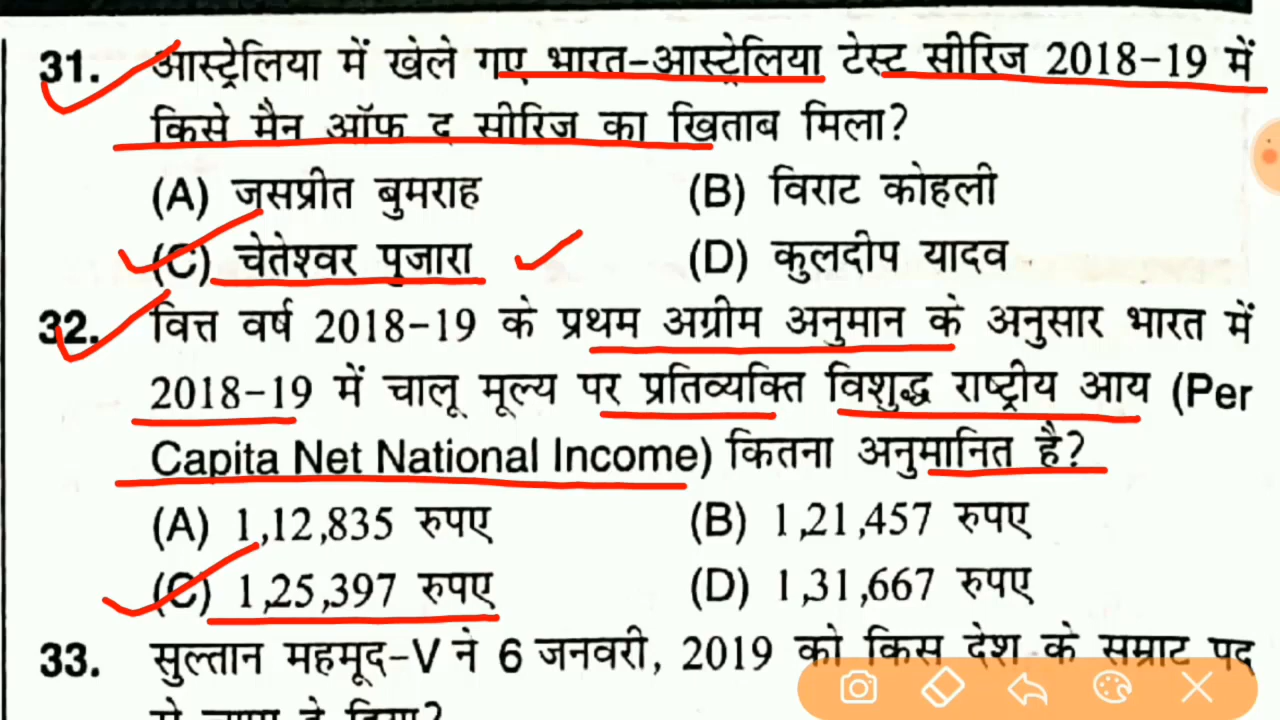 31. आस्ट्रेलिया में खेले गए भारत-आस्ट्रेलिया टेस्ट सीरिज 2018-19 में
किसे मैन ऑफ द सीरिज का खिताब मिला?
(A) जसप्रीत बुमराह (B) विराट कोहली
(C) चेतेश्वर पुजारा (D) कुलदीप यादव
32. वित्त वर्ष 2018-19 के प्रथम अग्रीम अनुमान के अनुसार भारत में
2018-19 में चालू मूल्य पर प्रतिव्यक्ति विशुद्ध राष्ट्रीय आय (Per
Capita Net National Income) कितना अनुमानित है?
(A) 1,12,835 रुपए (B) 1,21,457 रुपए
(C) 1,25,397 रुपए (D) 1,31,667 रुपए
33. सुल्तान महमूद-V ने 6 जनवरी, 2019 को किस देश के सम्राट पद